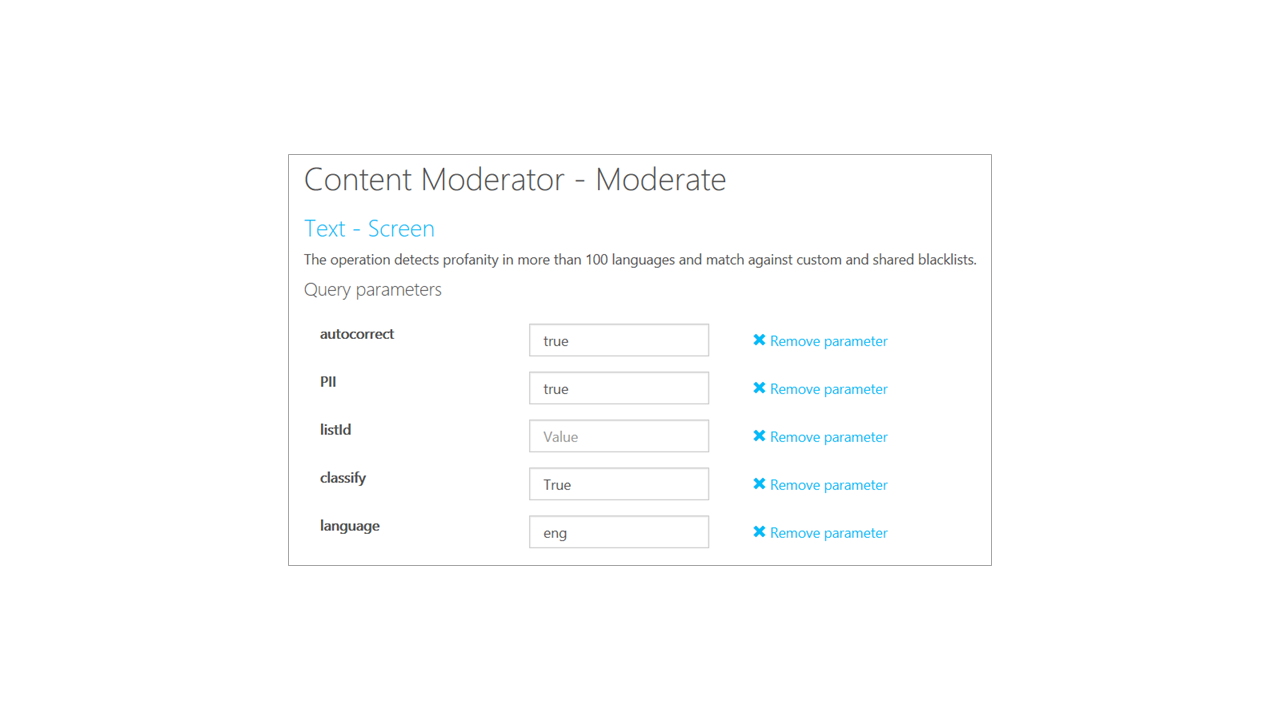 Content Moderator - Moderate
Text - Screen
The operation detects profanity in more than 100 languages and match against custom and shared blacklists.
Query parameters
autocorrect true ✖ Remove parameter
PII true ✖ Remove parameter
listId Value ✖ Remove parameter
classify True ✖ Remove parameter
language eng ✖ Remove parameter